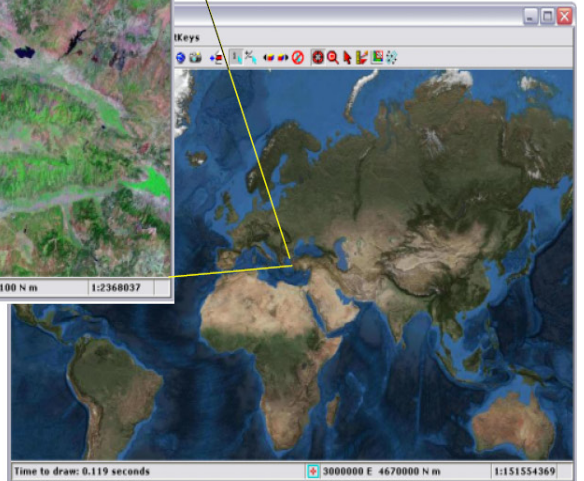 tKeys
100 N m 1:2368037
Time to draw: 0.119 seconds 3000000 E 4670000 N m 1:151554369